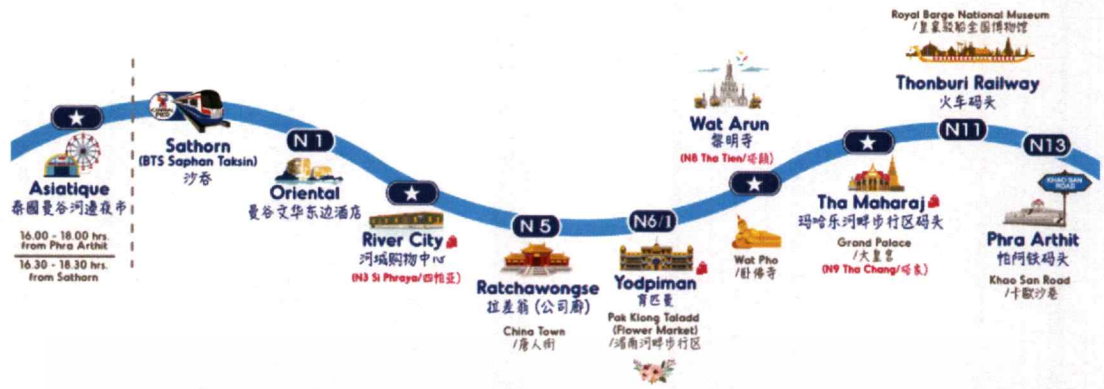 Asiatique
泰國曼谷河邊夜市
16.00 - 18.00 hrs.
from Phra Arthit
16.30 - 18.30 hrs.
from Sathorn
Sathorn
(BTS Saphan Taksin)
沙吞
N 1
Oriental
曼谷文华东边酒店
River City
河城购物中心
(N3 Si Phraya/四帕亚)
N 5
Ratchawongse
拉差翁 (公司廊)
China Town
/唐人街
N6/1
Yodpiman
育匹曼
Pak Klong Taladd
(Flower Market)
/湄南河畔步行区
Wat Arun
黎明寺
(N8 Tha Tien/塔頭)
Wat Pho
/卧佛寺
Tha Maharaj
玛哈乐河畔步行区码头
Grand Palace
/大皇宫
(N9 Tha Chang/塔象)
Royal Barge National Museum
/皇家驳船全国博物馆
Thonburi Railway
火车码头
N11
N13
KHAO SAN
ROAD
Phra Arthit
帕阿铁码头
Khao San Road
/卡歐沙巷